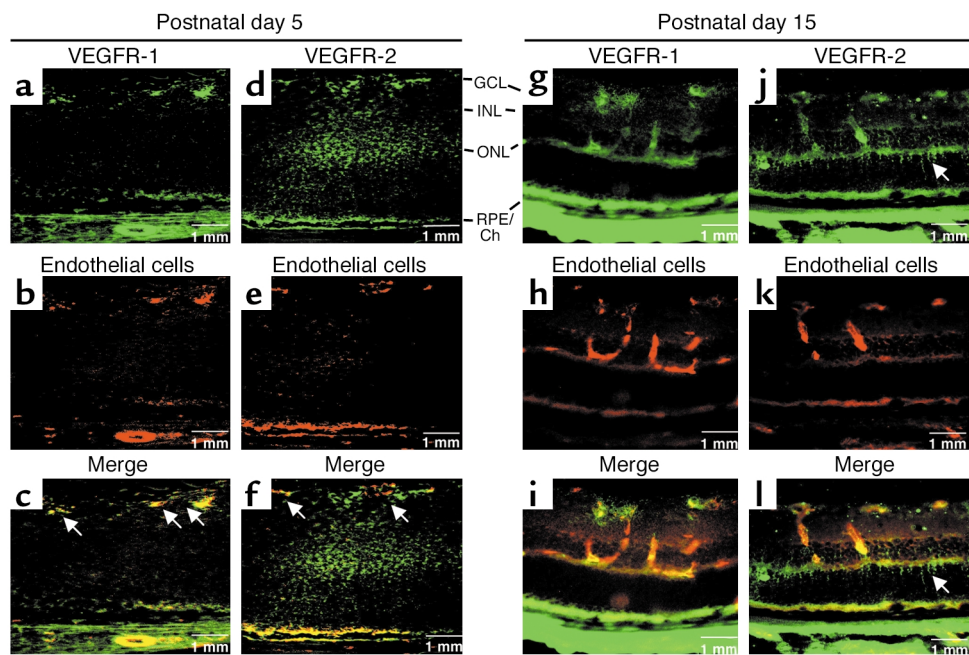 Postnatal day 5 Postnatal day 15
VEGFR-1 VEGFR-2 VEGFR-1 VEGFR-2
a d g j
GCL
INL
ONL
RPE/
Ch
1 mm 1 mm 1 mm 1 mm
Endothelial cells Endothelial cells Endothelial cells Endothelial cells
b e h k
1 mm 1 mm 1 mm 1 mm
Merge Merge Merge Merge
c f i l
1 mm 1 mm 1 mm 1 mm